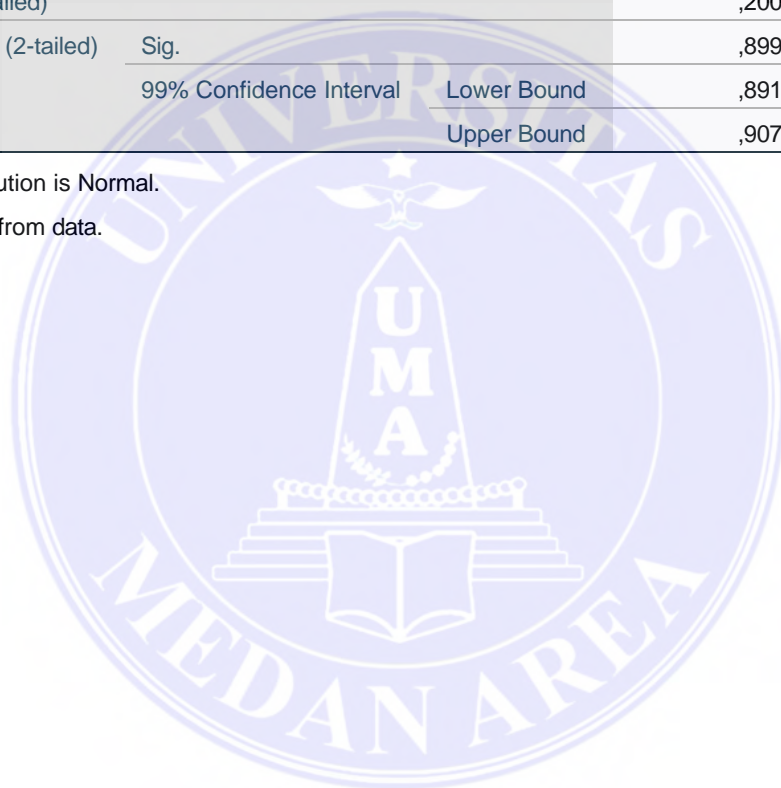 ailed) ,200
(2-tailed) Sig. ,899
99% Confidence Interval Lower Bound ,891
Upper Bound ,907
ution is Normal.
from data.
UNIVERSITAS
UMA
MEDAN AREA